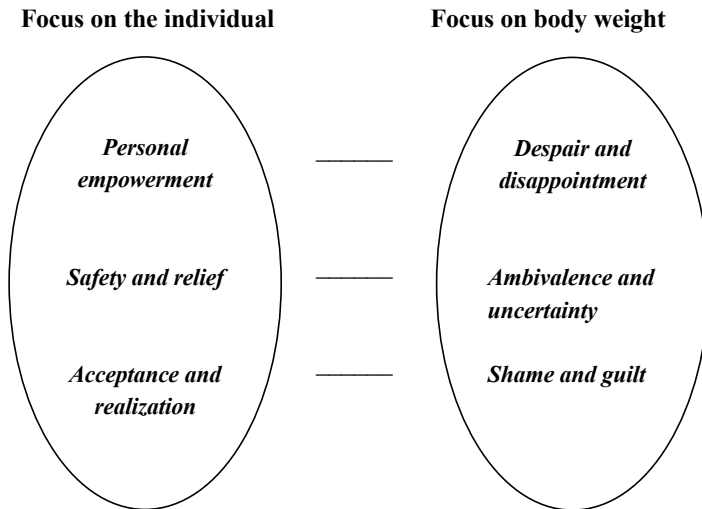 Focus on the individual
Focus on body weight
Personal
empowerment
Despair and
disappointment
Safety and relief
Ambivalence and
uncertainty
Acceptance and
realization
Shame and guilt